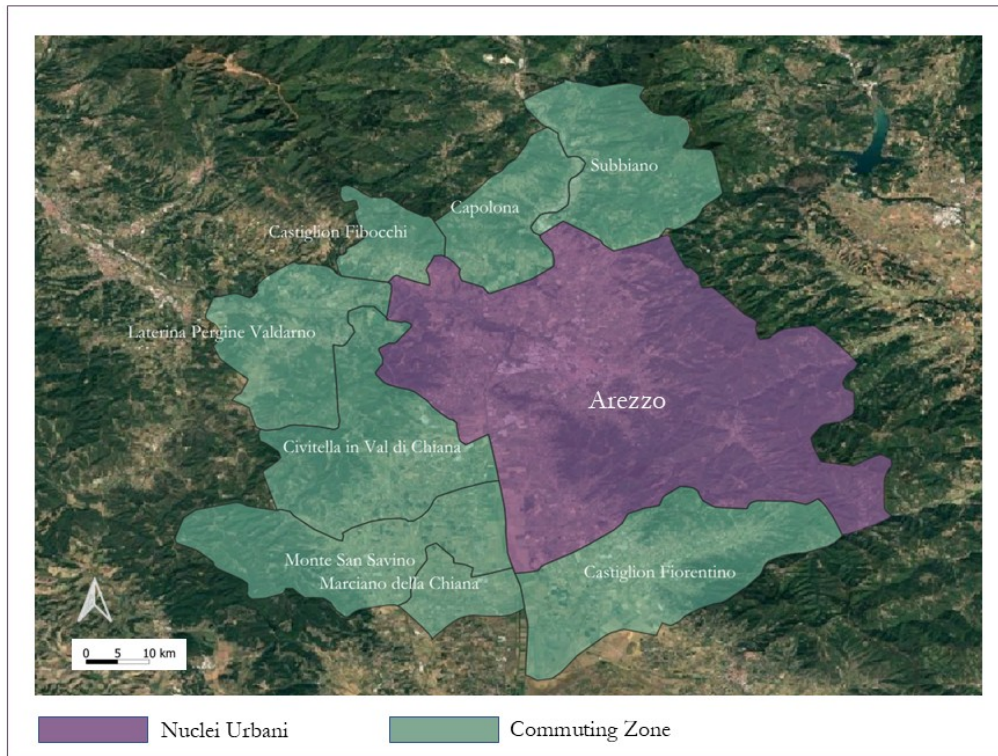 Subbiano
Capolona
Castiglion Fibocchi
Laterina Pergine Valdarno
Arezzo
Civitella in Val di Chiana
Monte San Savino
Castiglion Fiorentino
Marciano della Chiana
0 5 10 km
Nuclei Urbani
Commuting Zone